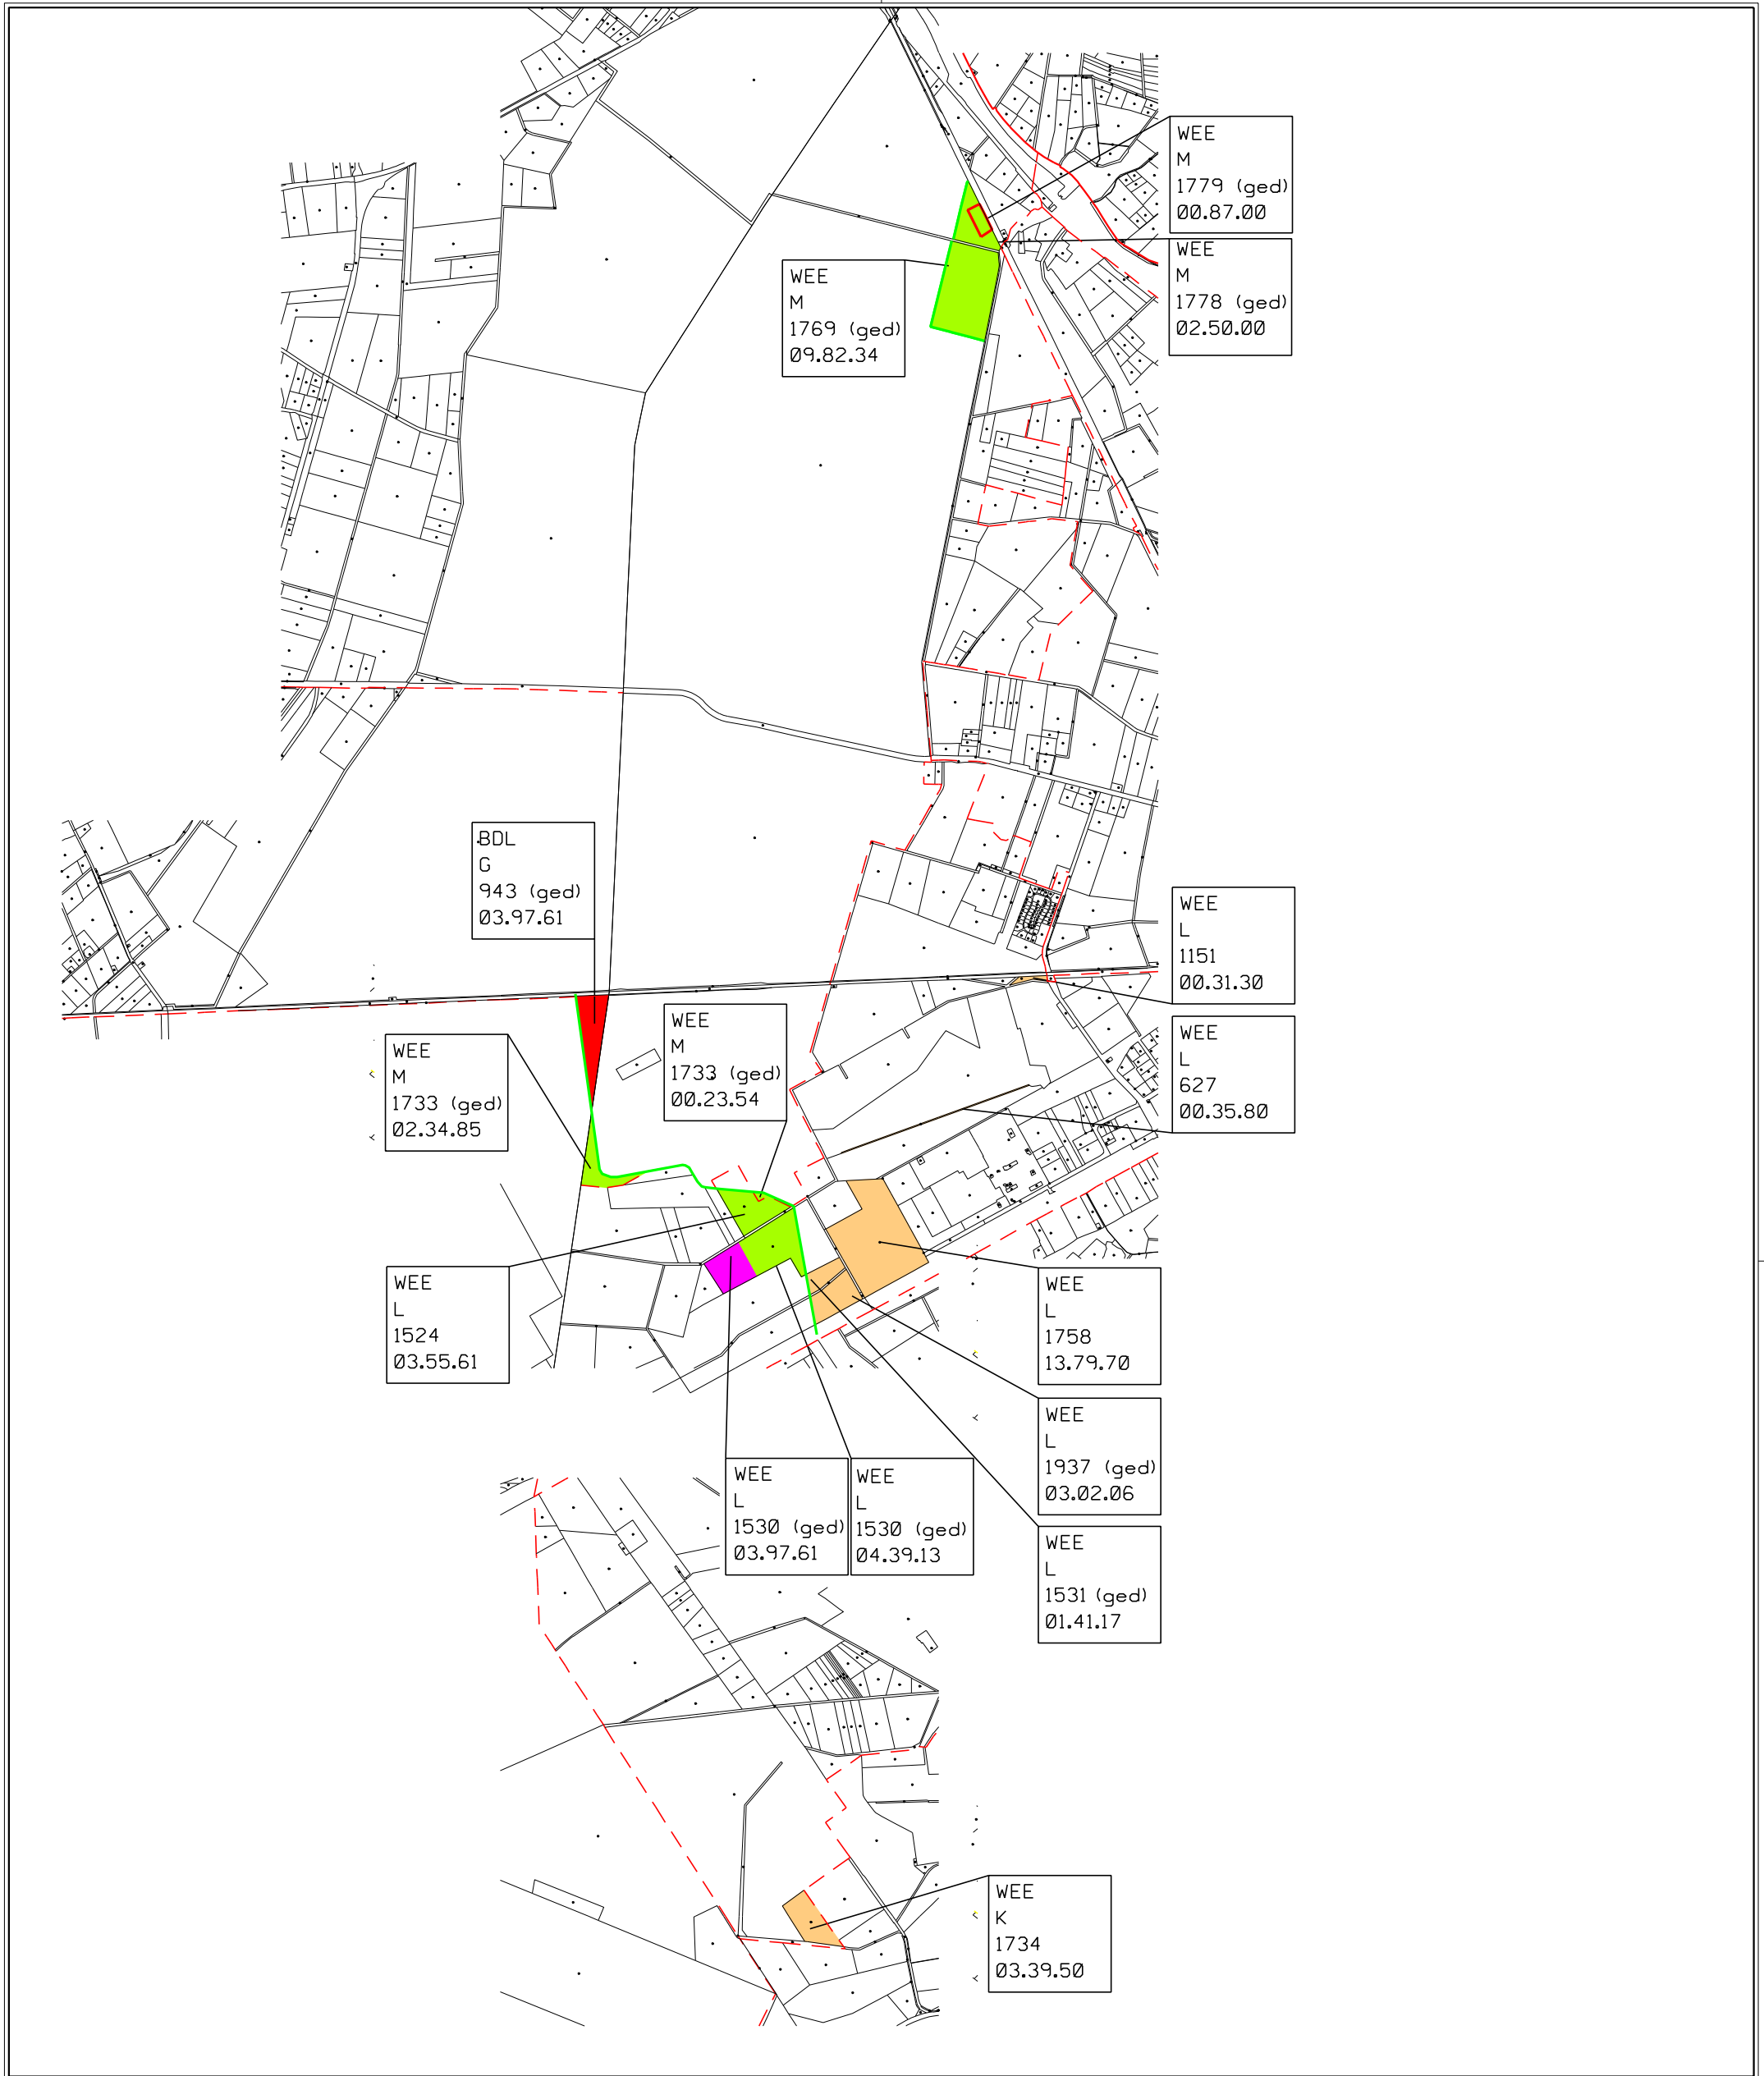 WEE
M
1779 (ged)
00.87.00
WEE
M
1778 (ged)
02.50.00
WEE
M
1769 (ged)
09.82.34
BDL
G
943 (ged)
03.97.61
WEE
L
1151
00.31.30
WEE
M
1733 (ged)
00.23.54
WEE
L
627
00.35.80
WEE
M
1733 (ged)
02.34.85
WEE
L
1524
03.55.61
WEE
L
1758
13.79.70
WEE
L
1937 (ged)
03.02.06
WEE
L
1530 (ged)
03.97.61
WEE
L
1530 (ged)
04.39.13
WEE
L
1531 (ged)
01.41.17
WEE
K
1734
03.39.50